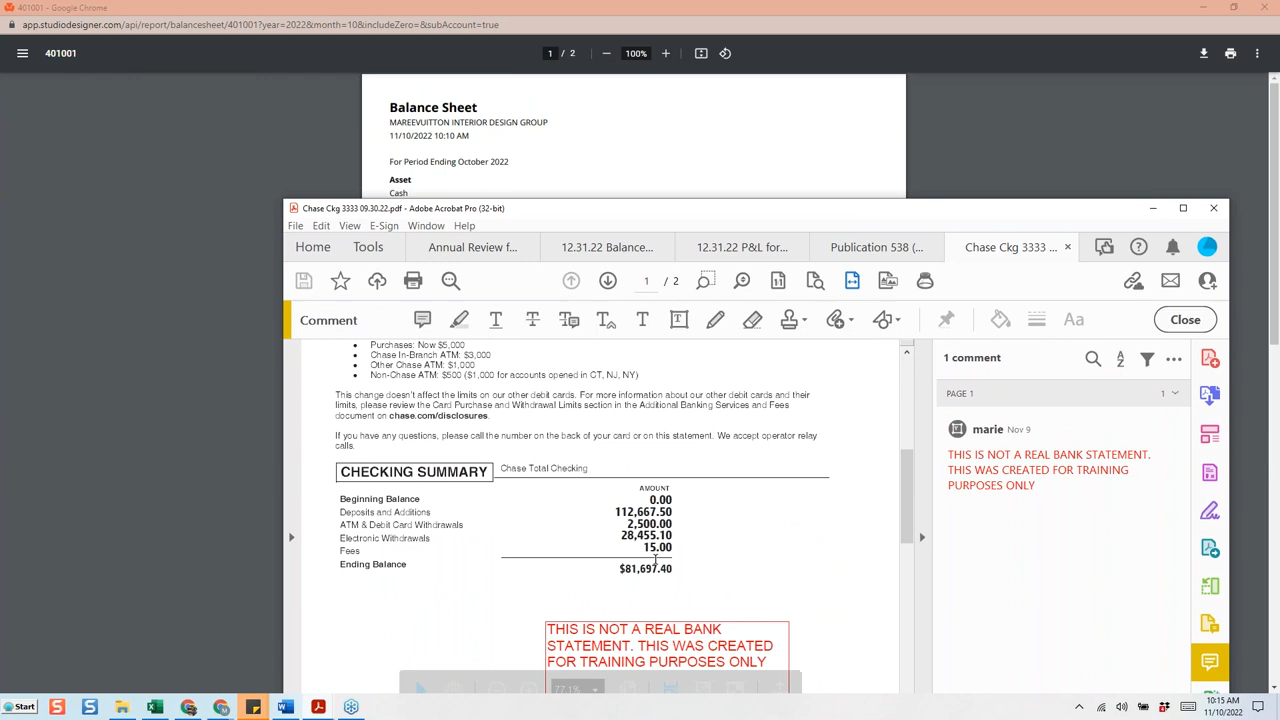 401001 - Google Chrome
app.studiodesigner.com/api/report/balancesheet/401001?year=2022&month=10&includeZero=&subAccount=true
401001
1 / 2
100%
Balance Sheet
MAREEVUITTON INTERIOR DESIGN GROUP
11/10/2022 10:10 AM
For Period Ending October 2022
Asset
Cash
Chase Ckg 3333 09.30.22.pdf - Adobe Acrobat Pro (32-bit)
File Edit View E-Sign Window Help
Home Tools Annual Review f... 12.31.22 Balance... 12.31.22 P&L for... Publication 538 (... Chase Ckg 3333 ...
1 / 2
Comment
Close
Purchases: Now $5,000
Chase In-Branch ATM: $3,000
Other Chase ATM: $1,000
Non-Chase ATM: $500 ($1,000 for accounts opened in CT, NJ, NY)
This change doesn't affect the limits on our other debit cards. For more information about our other debit cards and their
limits, please review the Card Purchase and Withdrawal Limits section in the Additional Banking Services and Fees
document on chase.com/disclosures.
If you have any questions, please call the number on the back of your card or on this statement. We accept operator relay
calls.
CHECKING SUMMARY Chase Total Checking
AMOUNT
Beginning Balance 0.00
Deposits and Additions 112,667.50
ATM & Debit Card Withdrawals 2,500.00
Electronic Withdrawals 28,455.10
Fees 15.00
Ending Balance $81,697.40
THIS IS NOT A REAL BANK
STATEMENT. THIS WAS CREATED
FOR TRAINING PURPOSES ONLY
77.1%
1 comment
PAGE 1 1
marie Nov 9
THIS IS NOT A REAL BANK STATEMENT.
THIS WAS CREATED FOR TRAINING
PURPOSES ONLY
Start
10:15 AM
11/10/2022